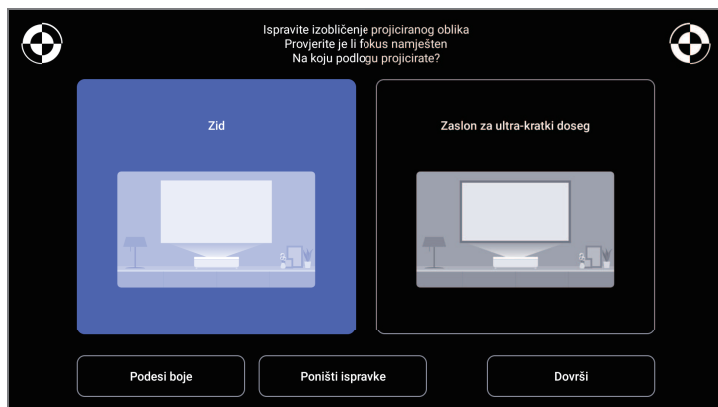 Ispravite izobličenje projiciranog oblika
Provjerite je li fokus namješten
Na koju podlogu projicirate?
Zid
Zaslon za ultra-kratki doseg
Podesi boje
Poništi ispravke
Dovrši